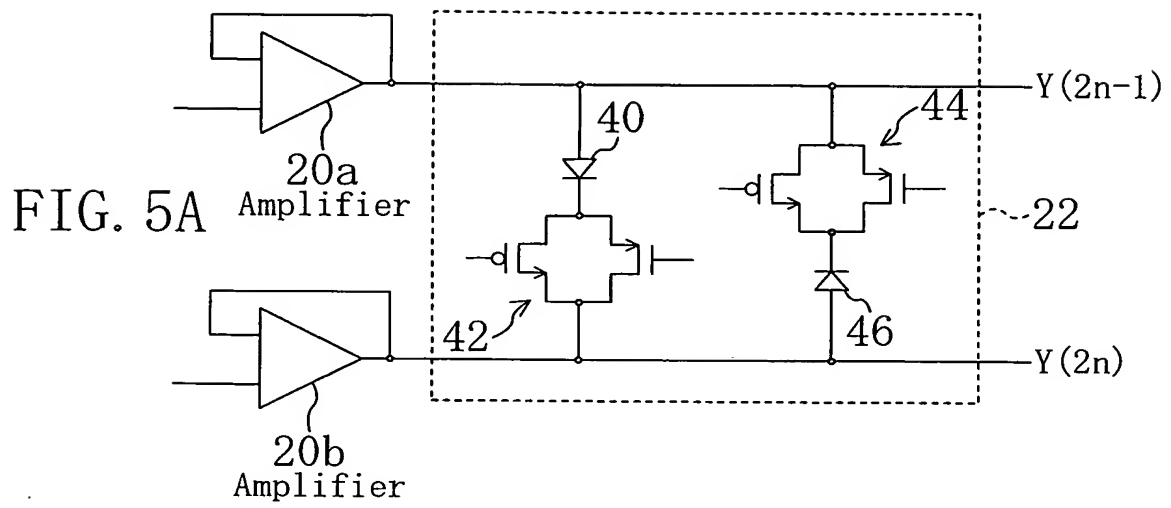 Y(2n-1)
40
44
20a
Amplifier
FIG. 5A
22
42
46
Y(2n)
20b
Amplifier